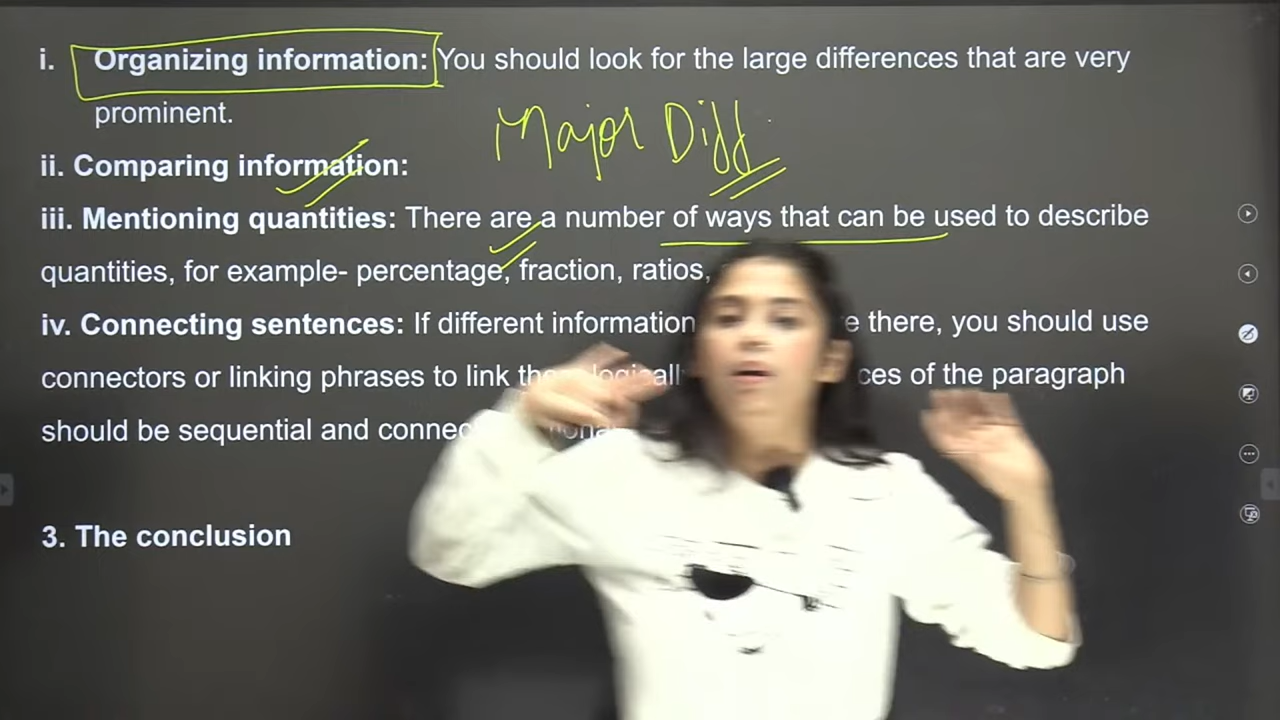 i. Organizing information: You should look for the large differences that are very
prominent.
Major Diff
ii. Comparing information:
iii. Mentioning quantities: There are a number of ways that can be used to describe
quantities, for example- percentage, fraction, ratios,
iv. Connecting sentences: If different information there, you should use
connectors or linking phrases to link of the paragraph
should be sequential and
3. The conclusion